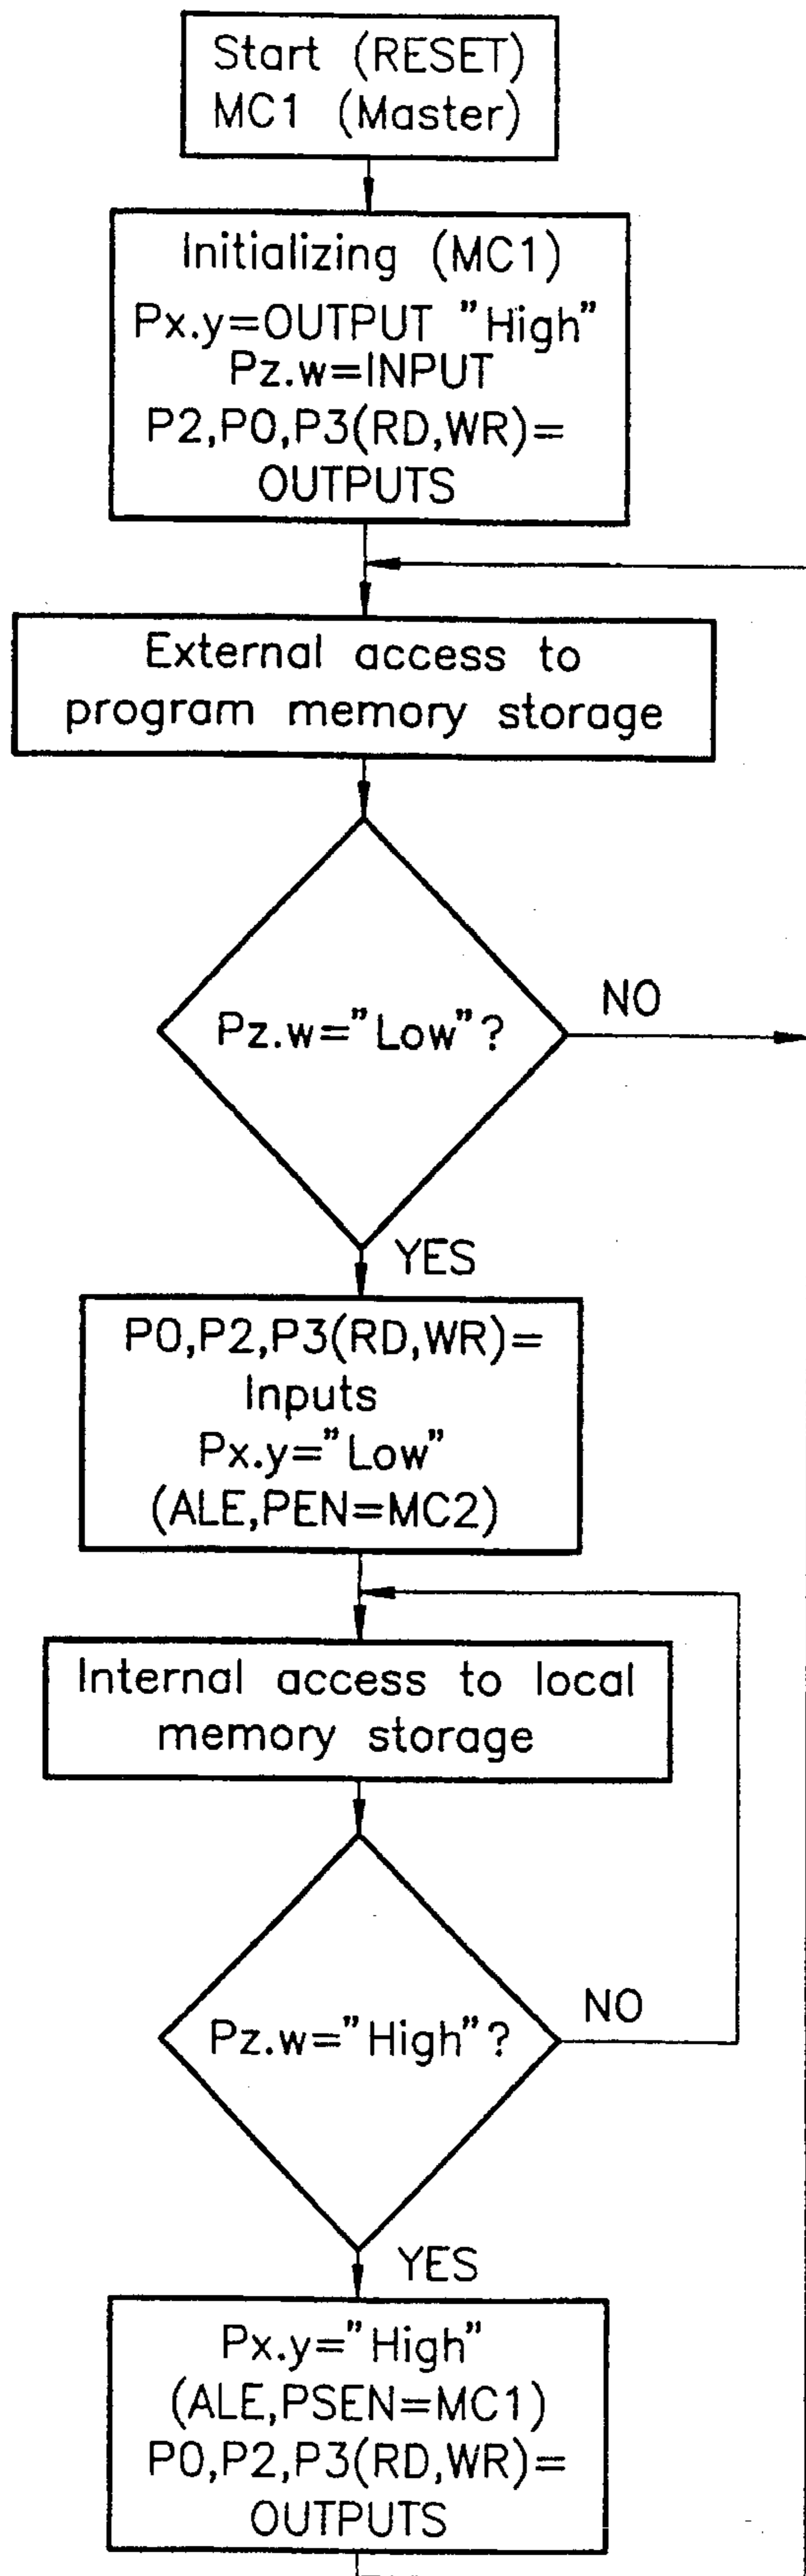 Start (RESET)
MC1 (Master)
Initializing (MC1)
Px.y=OUTPUT "High"
Pz.w=INPUT
P2,P0,P3(RD,WR)=
OUTPUTS
External access to
program memory storage
Pz.w="Low"?
NO
YES
P0,P2,P3(RD,WR)=
Inputs
Px.y="Low"
(ALE,PEN=MC2)
Internal access to local
memory storage
Pz.w="High"?
NO
YES
Px.y="High"
(ALE,PSEN=MC1)
P0,P2,P3(RD,WR)=
OUTPUTS